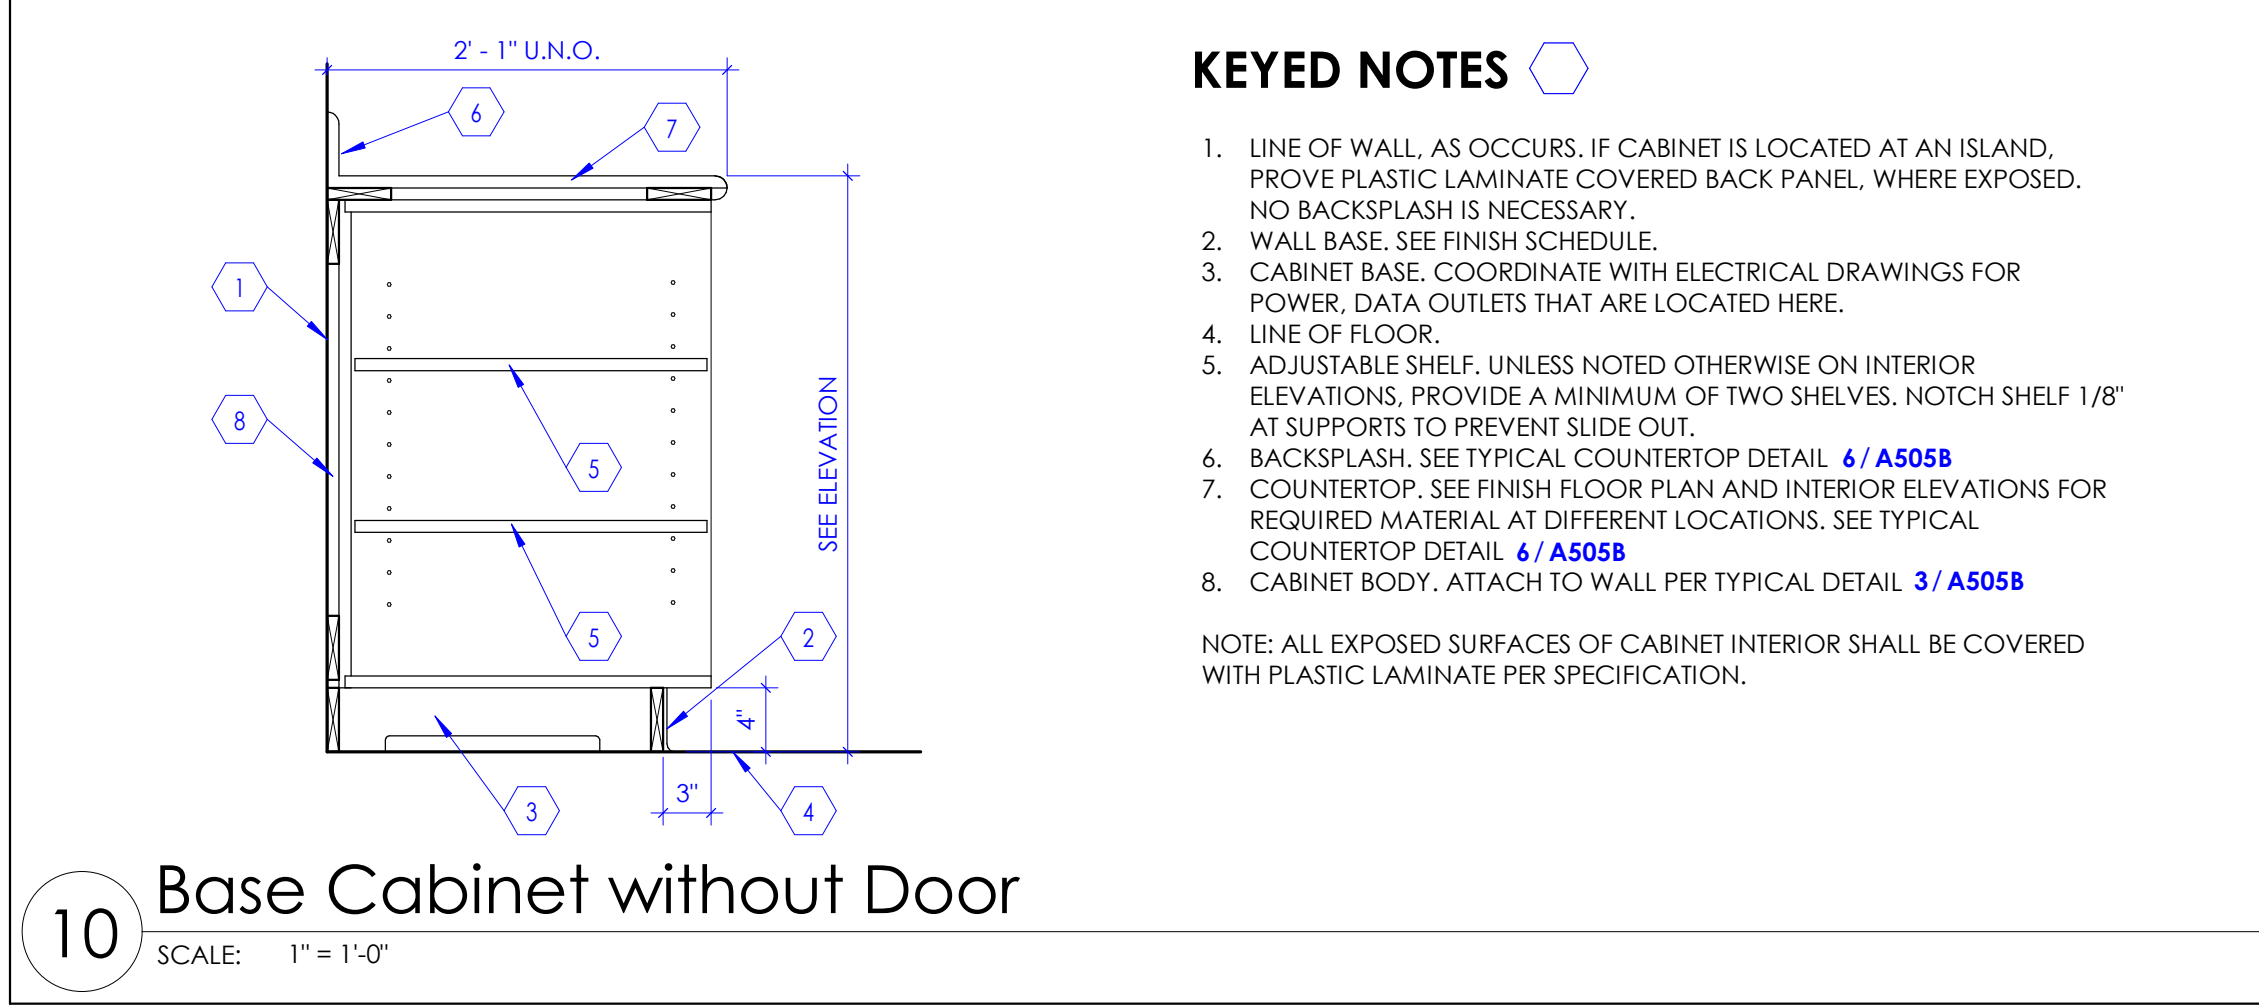 2' - 1" U.N.O.
6
7
1
8
5
5
2
SEE ELEVATION
4"
3"
3
4
KEYED NOTES
1. LINE OF WALL, AS OCCURS. IF CABINET IS LOCATED AT AN ISLAND,
PROVE PLASTIC LAMINATE COVERED BACK PANEL, WHERE EXPOSED.
NO BACKSPLASH IS NECESSARY.
2. WALL BASE. SEE FINISH SCHEDULE.
3. CABINET BASE. COORDINATE WITH ELECTRICAL DRAWINGS FOR
POWER, DATA OUTLETS THAT ARE LOCATED HERE.
4. LINE OF FLOOR.
5. ADJUSTABLE SHELF. UNLESS NOTED OTHERWISE ON INTERIOR
ELEVATIONS, PROVIDE A MINIMUM OF TWO SHELVES. NOTCH SHELF 1/8"
AT SUPPORTS TO PREVENT SLIDE OUT.
6. BACKSPLASH. SEE TYPICAL COUNTERTOP DETAIL 6 / A505B
7. COUNTERTOP. SEE FINISH FLOOR PLAN AND INTERIOR ELEVATIONS FOR
REQUIRED MATERIAL AT DIFFERENT LOCATIONS. SEE TYPICAL
COUNTERTOP DETAIL 6 / A505B
8. CABINET BODY. ATTACH TO WALL PER TYPICAL DETAIL 3 / A505B
NOTE: ALL EXPOSED SURFACES OF CABINET INTERIOR SHALL BE COVERED
WITH PLASTIC LAMINATE PER SPECIFICATION.
10
Base Cabinet without Door
SCALE: 1" = 1'-0"